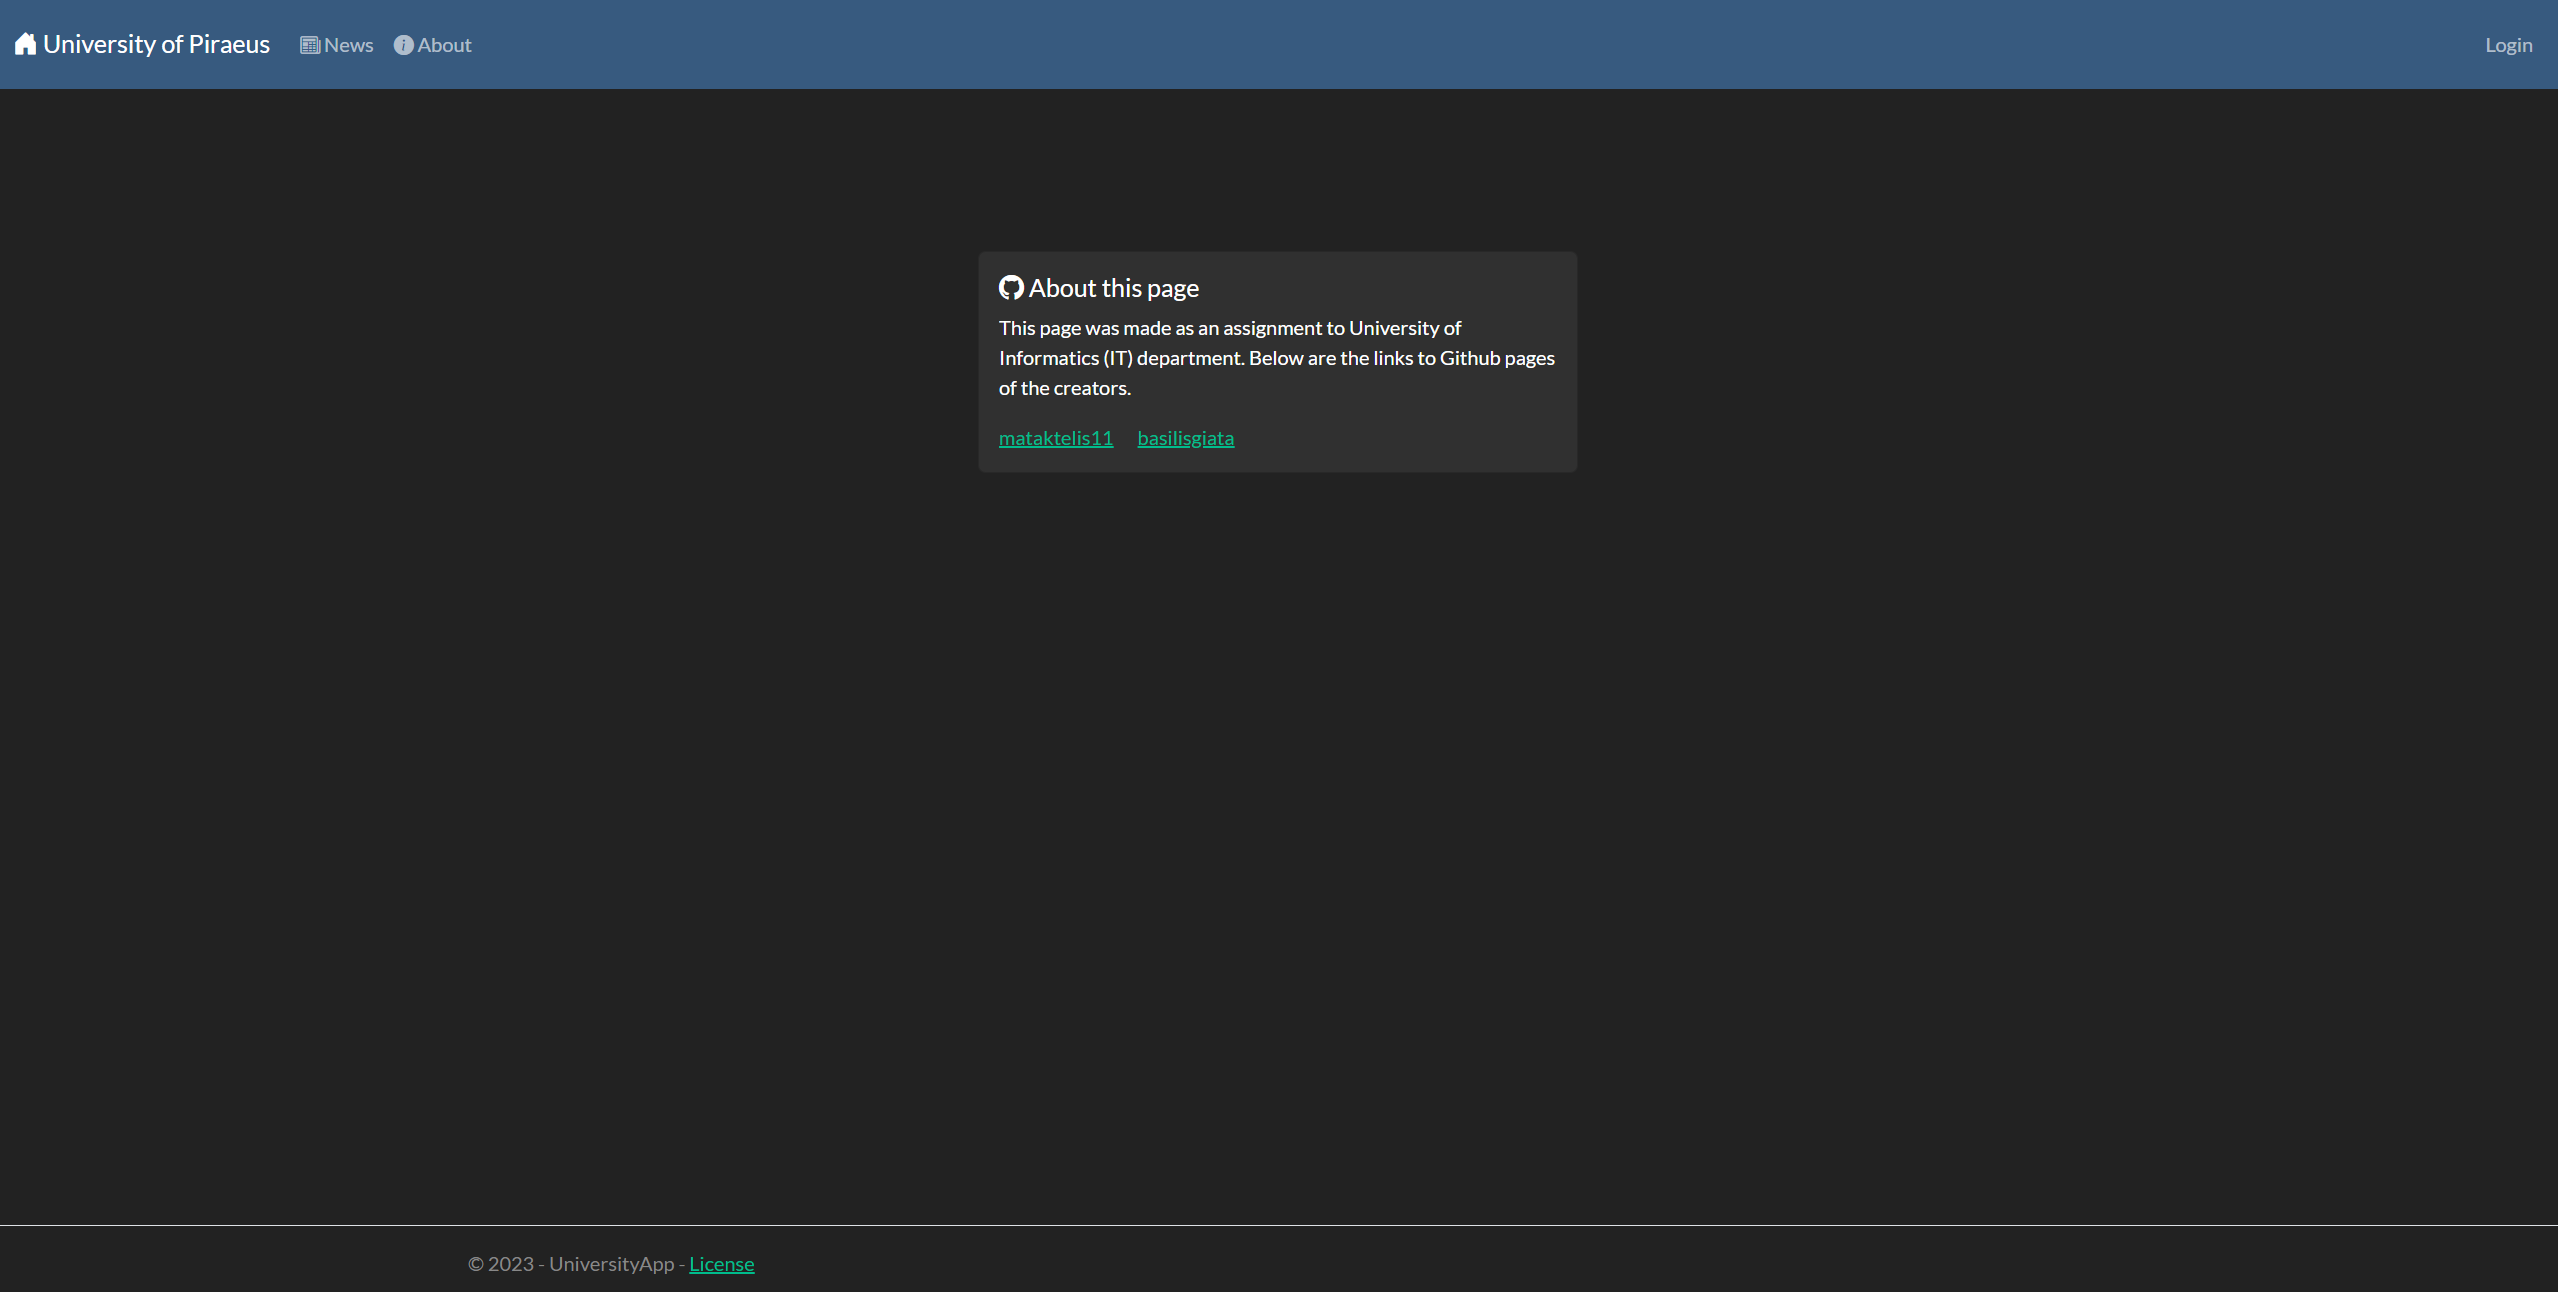 University of Piraeus News About Login
About this page
This page was made as an assignment to University of
Informatics (IT) department. Below are the links to Github pages
of the creators.
mataktelis11 basilisgiata
© 2023 - UniversityApp - License